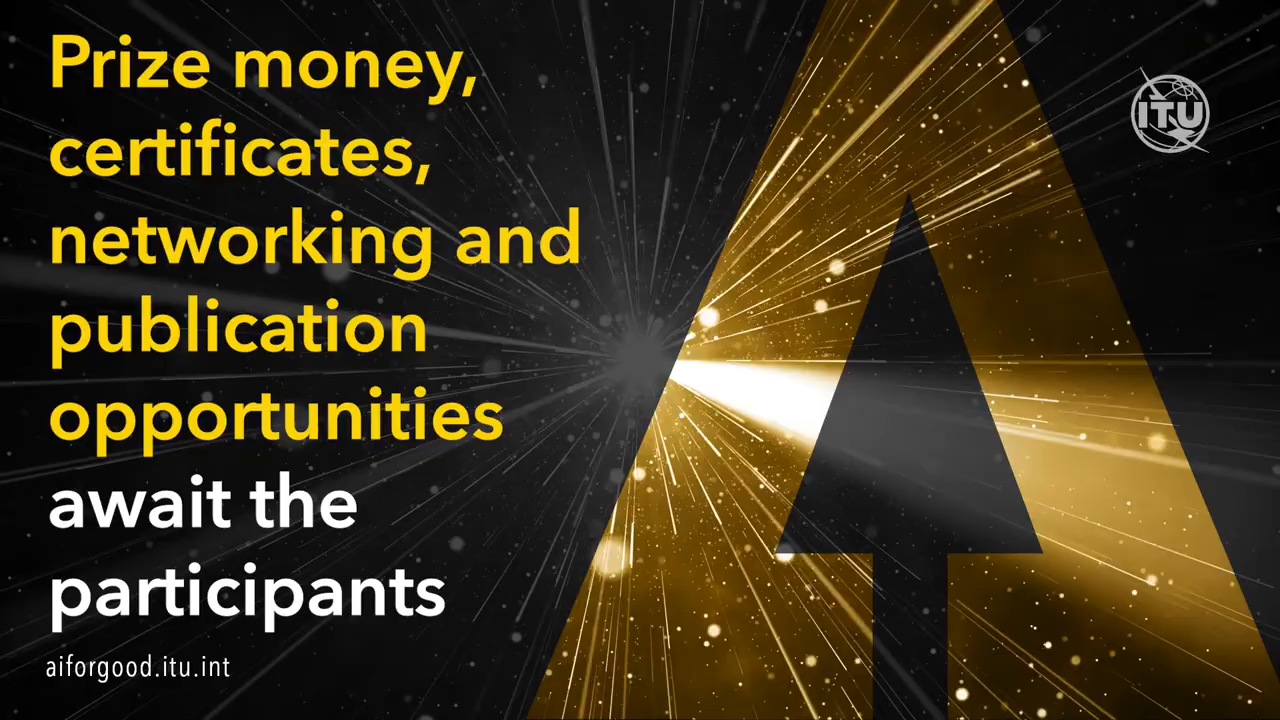 Prize money,
certificates,
networking and
publication
opportunities
await the
participants
aiforgood.itu.int
ITU